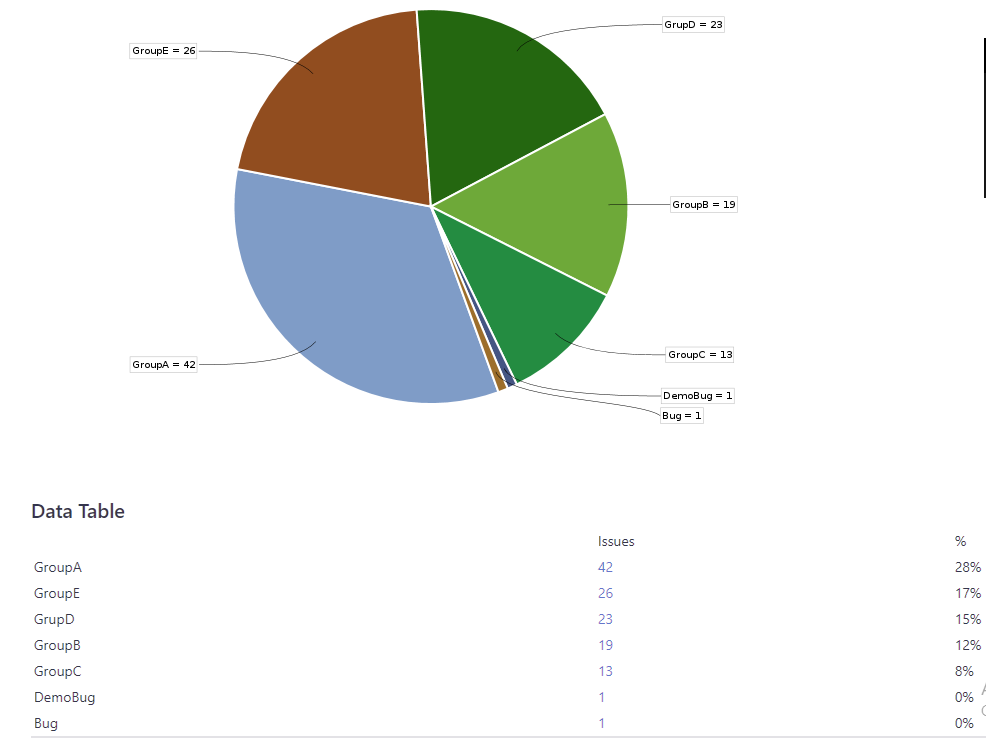 GrupD = 23
GroupE = 26
GroupB = 19
GroupC = 13
GroupA = 42
DemoBug = 1
Bug = 1
Data Table
Issues %
GroupA 42 28%
GroupE 26 17%
GrupD 23 15%
GroupB 19 12%
GroupC 13 8%
DemoBug 1 0%
Bug 1 0%